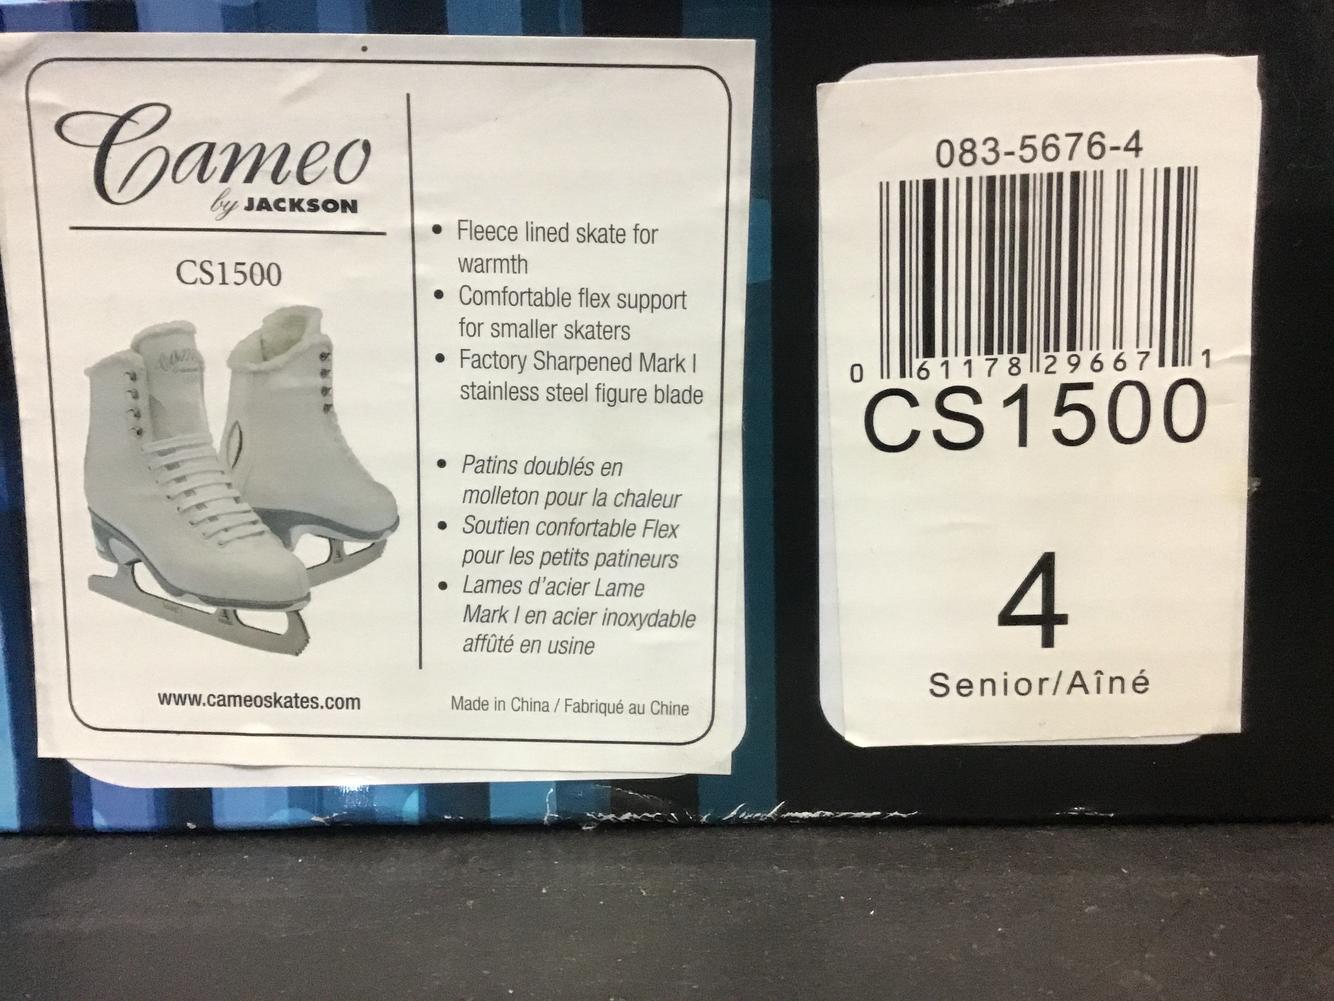 Cameo
by JACKSON
CS1500
• Fleece lined skate for
warmth
• Comfortable flex support
for smaller skaters
• Factory Sharpened Mark I
stainless steel figure blade
• Patins doublés en
molleton pour la chaleur
• Soutien confortable Flex
pour les petits patineurs
• Lames d'acier Lame
Mark I en acier inoxydable
affûté en usine
www.cameoskates.com
Made in China / Fabriqué au Chine
083-5676-4
0 61178 29667 1
CS1500
4
Senior/Aîné